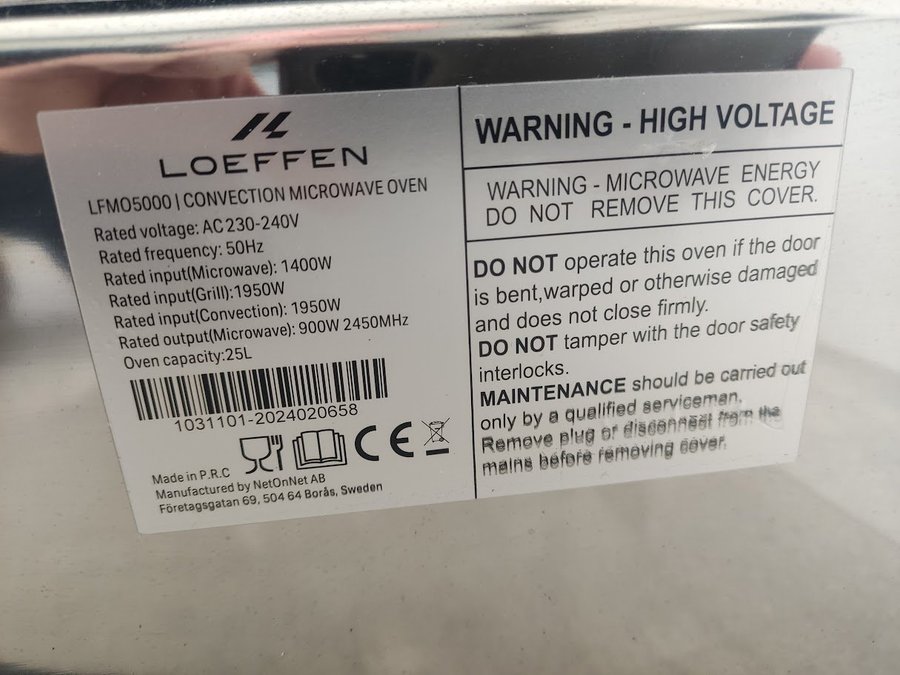 LOEFFEN
LFMO5000 | CONVECTION MICROWAVE OVEN
Rated voltage: AC 230-240V
Rated frequency: 50Hz
Rated input(Microwave): 1400W
Rated input(Grill):1950W
Rated input(Convection): 1950W
Rated output(Microwave): 900W 2450MHz
Oven capacity:25L
1031101-2024020658
CE
Made in P.R.C
Manufactured by NetOnNet AB
Företagsgatan 69, 504 64 Borås, Sweden
WARNING - HIGH VOLTAGE
WARNING - MICROWAVE ENERGY
DO NOT REMOVE THIS COVER.
DO NOT operate this oven if the door
is bent,warped or otherwise damaged
and does not close firmly.
DO NOT tamper with the door safety
interlocks.
MAINTENANCE should be carried out
only by a qualified serviceman.
Remove plug or disconnect from the
mains before removing cover.